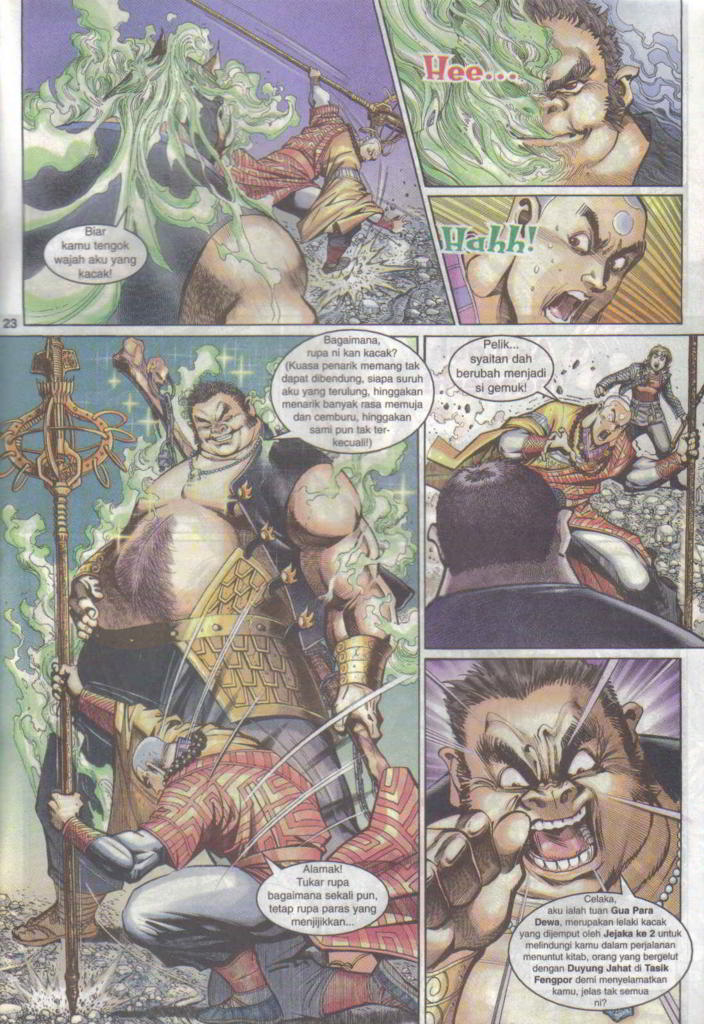 Biar
kamu tengok
wajah aku yang
kacak!
Hee...
Hahh!
23
Bagaimana,
rupa ni kan kacak?
(Kuasa penarik memang tak
dapat dibendung, siapa suruh
aku yang terulung, hinggakan
menarik banyak rasa memuja
dan cemburu, hinggakan
sami pun tak ter-
kecuali!)
Alamak!
Tukar rupa
bagaimana sekali pun,
tetap rupa paras yang
menjijikkan...
Pelik...
syaitan dah
berubah menjadi
si gemuk!
Celaka,
aku ialah tuan Gua Para
Dewa, merupakan lelaki kacak
yang dijemput oleh Jejaka ke 2 untuk
melindungi kamu dalam perjalanan
menuntut kitab, orang yang bergelut
dengan Duyung Jahat di Tasik
Fengpor demi menyelamatkan
kamu, jelas tak semua
ni?